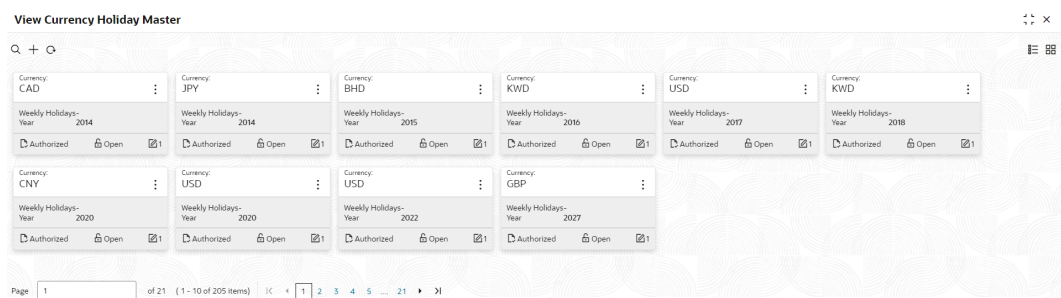 View Currency Holiday Master
Currency: Currency: Currency: Currency: Currency: Currency:
CAD JPY BHD KWD USD KWD
Weekly Holidays- Weekly Holidays- Weekly Holidays- Weekly Holidays- Weekly Holidays- Weekly Holidays-
Year 2014 Year 2014 Year 2015 Year 2016 Year 2017 Year 2018
Authorized Open 1 Authorized Open 1 Authorized Open 1 Authorized Open 1 Authorized Open 1 Authorized Open 1
Currency: Currency: Currency: Currency:
CNY USD USD GBP
Weekly Holidays- Weekly Holidays- Weekly Holidays- Weekly Holidays-
Year 2020 Year 2020 Year 2022 Year 2027
Authorized Open 1 Authorized Open 1 Authorized Open 1 Authorized Open 1
Page 1 of 21 (1 - 10 of 205 items) 1 2 3 4 5 .... 21